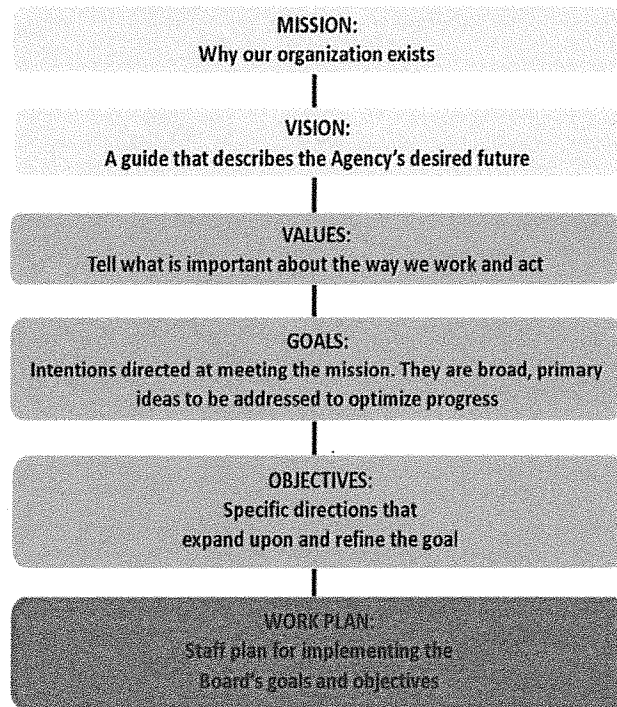 MISSION:
Why our organization exists
VISION:
A guide that describes the Agency's desired future
VALUES:
Tell what is important about the way we work and act
GOALS:
Intentions directed at meeting the mission. They are broad, primary
ideas to be addressed to optimize progress
OBJECTIVES:
Specific directions that
expand upon and refine the goal
WORK PLAN:
Staff plan for implementing the
Board's goals and objectives